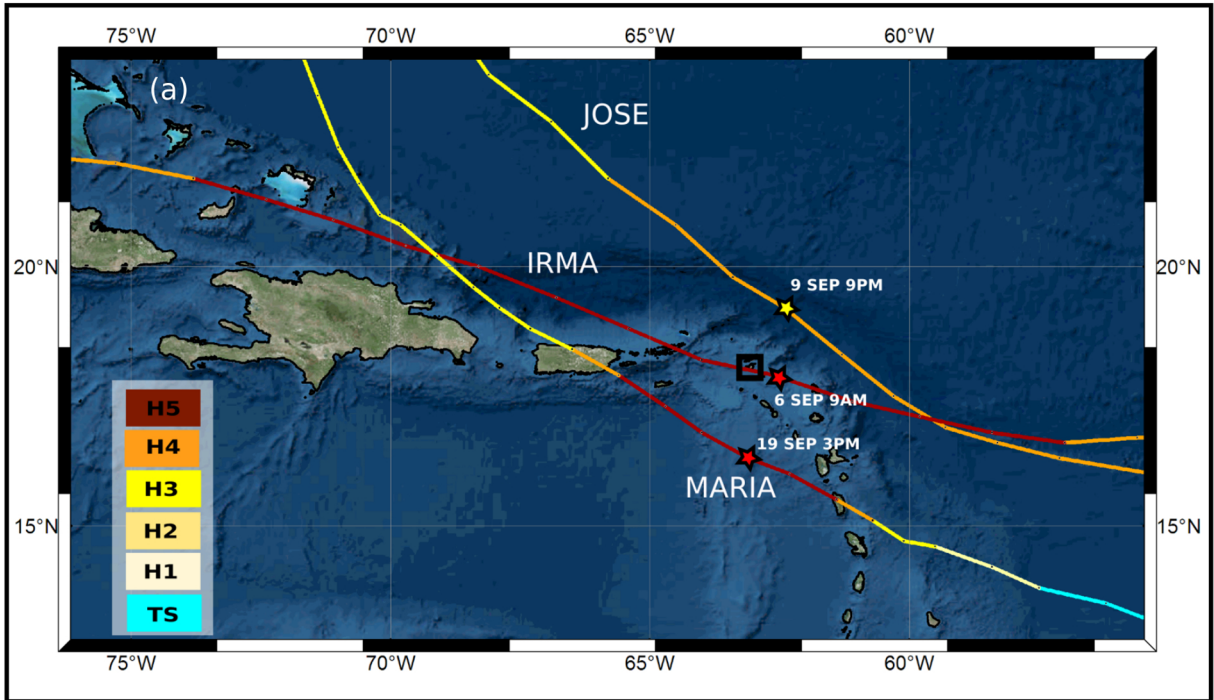 75°W 70°W 65°W 60°W
(a)
JOSE
IRMA
20°N 20°N
9 SEP 9PM
6 SEP 9AM
19 SEP 3PM
MARIA
H5
H4
H3
H2
H1
TS
15°N 15°N
75°W 70°W 65°W 60°W